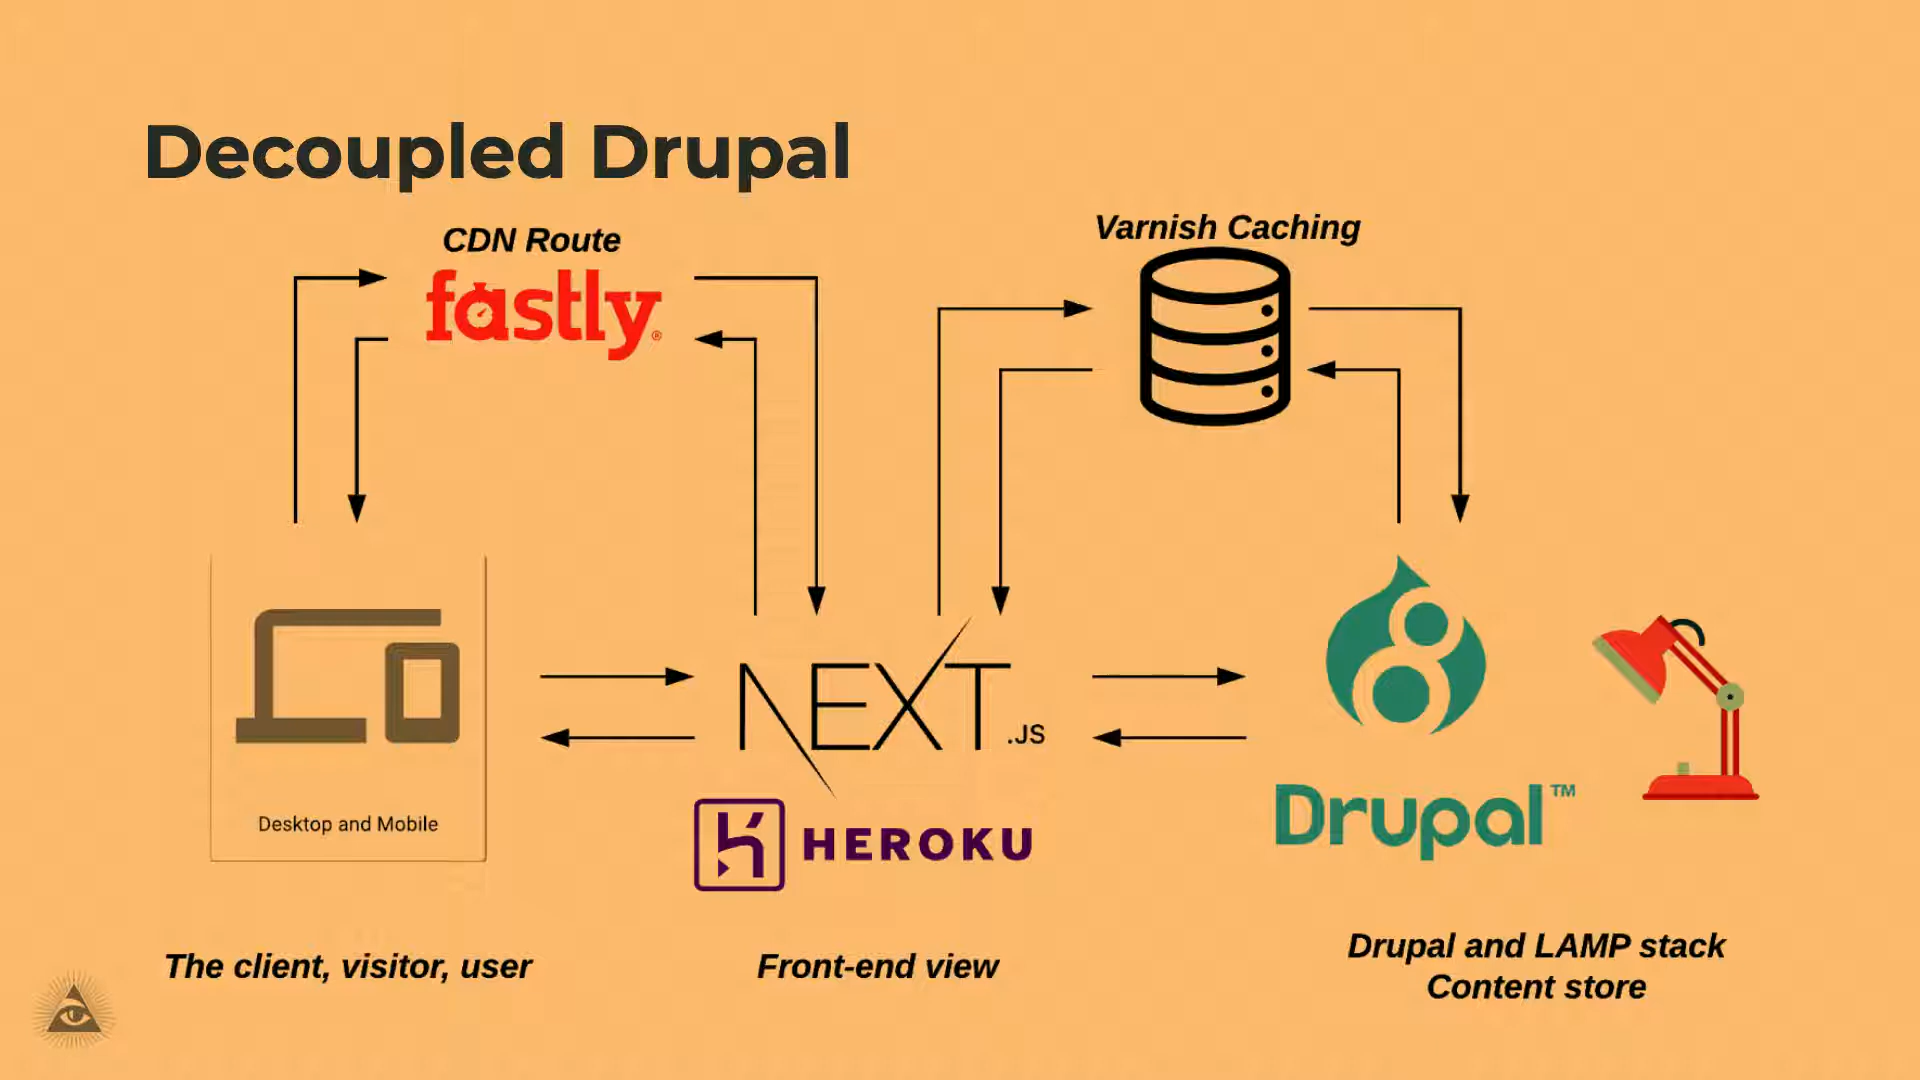 Decoupled Drupal
CDN Route
fastly®
Varnish Caching
Desktop and Mobile
NEXT.JS
HEROKU
8
Drupal™
The client, visitor, user
Front-end view
Drupal and LAMP stack
Content store